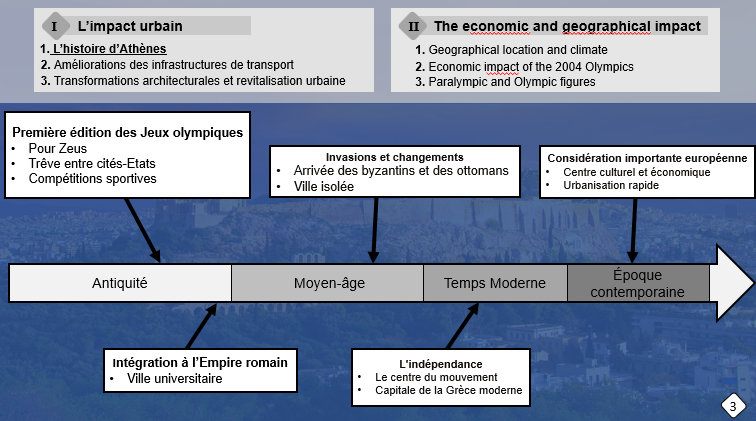 I L'impact urbain
1. L'histoire d'Athènes
2. Améliorations des infrastructures de transport
3. Transformations architecturales et revitalisation urbaine
II The economic and geographical impact
1. Geographical location and climate
2. Economic impact of the 2004 Olympics
3. Paralympic and Olympic figures
Première édition des Jeux olympiques
• Pour Zeus
• Trêve entre cités-Etats
• Compétitions sportives
Invasions et changements
• Arrivée des byzantins et des ottomans
• Ville isolée
Considération importante européenne
• Centre culturel et économique
• Urbanisation rapide
Antiquité
Moyen-âge
Temps Moderne
Époque
contemporaine
Intégration à l'Empire romain
• Ville universitaire
L'indépendance
• Le centre du mouvement
• Capitale de la Grèce moderne
3